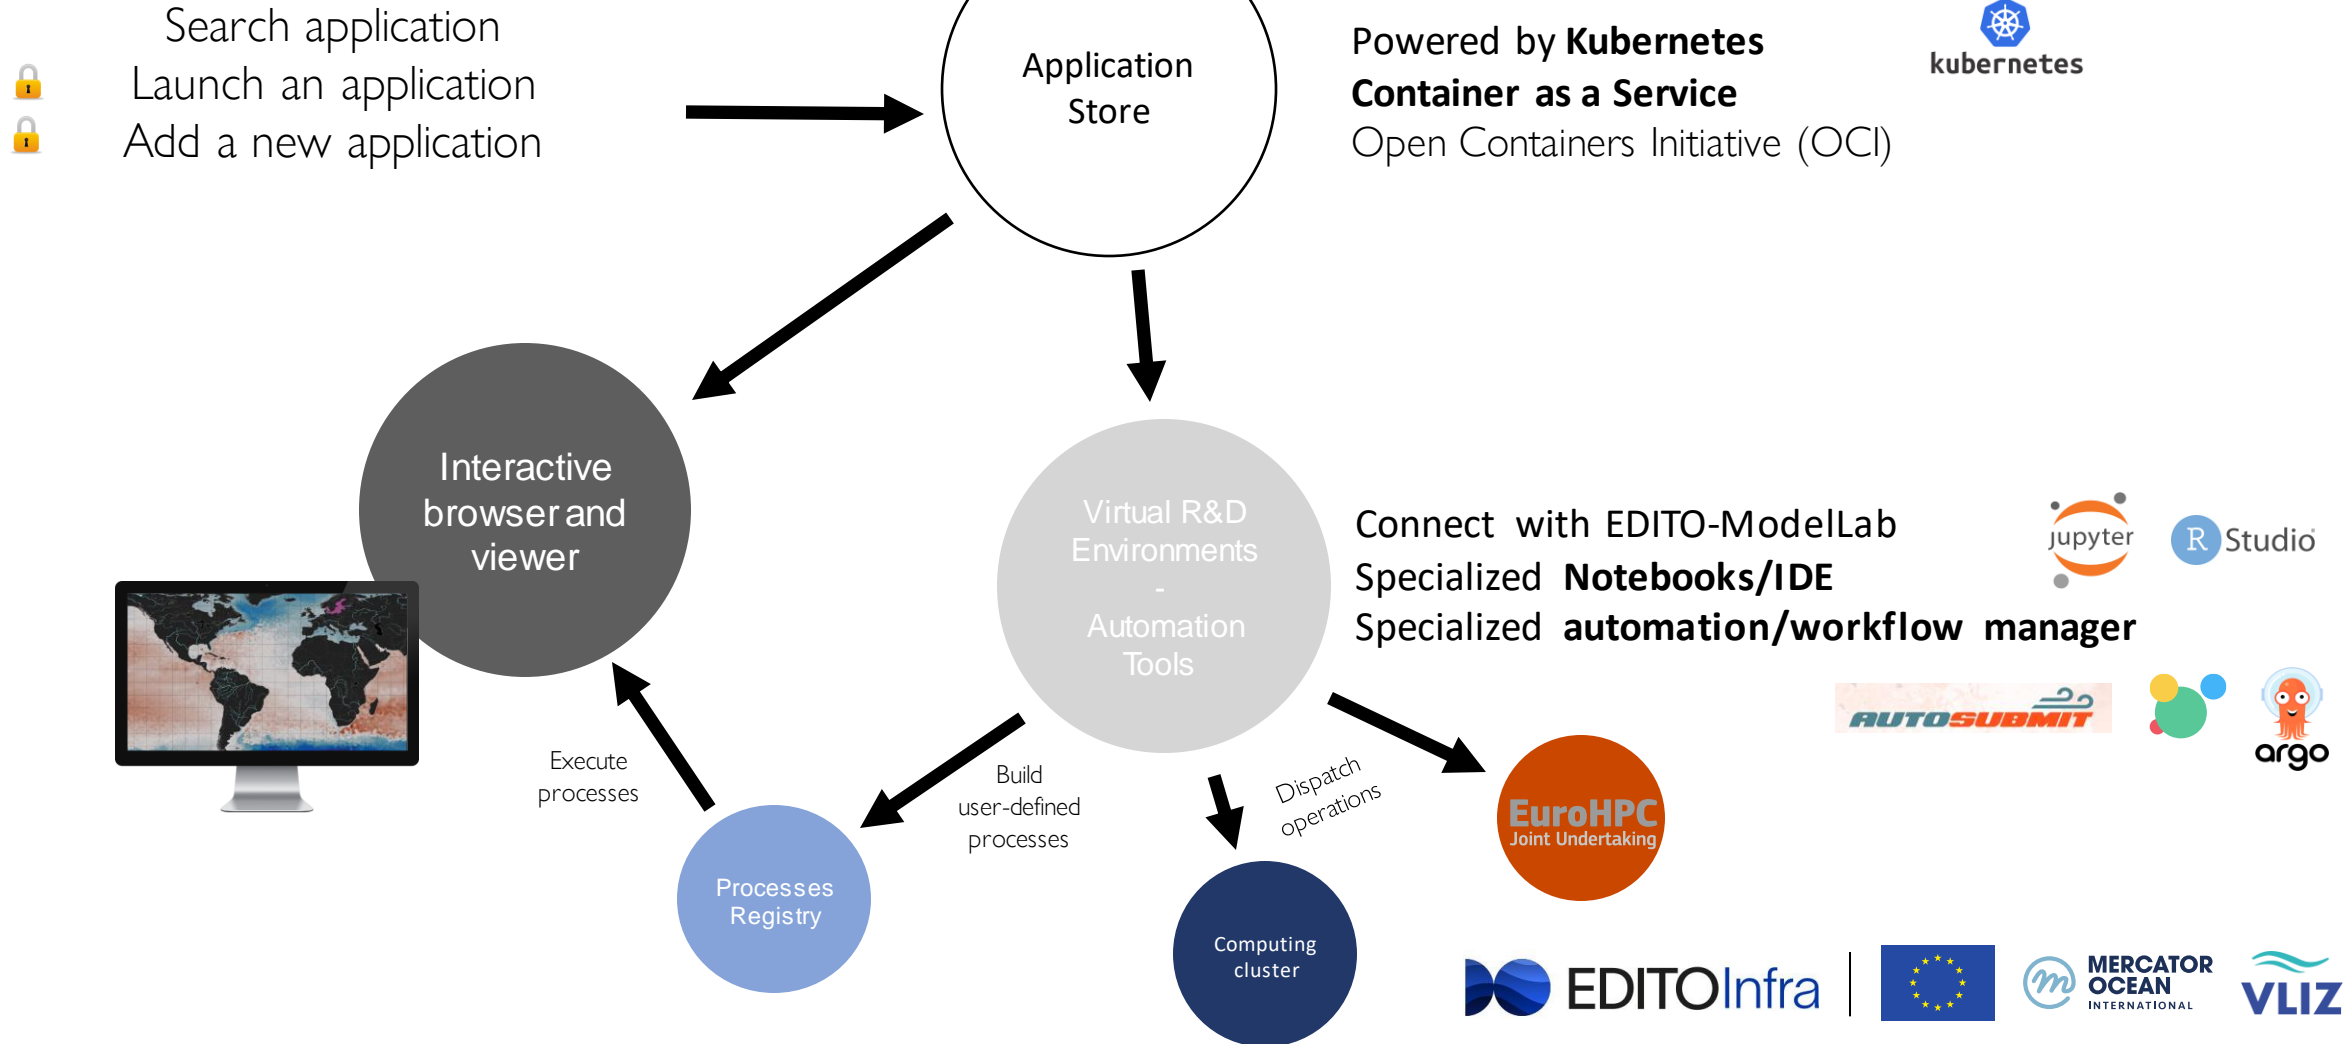 Search application
Launch an application
Add a new application
Application
Store
Powered by Kubernetes
Container as a Service
Open Containers Initiative (OCI)
kubernetes
Interactive
browser and
viewer
Virtual R&D
Environments
-
Automation
Tools
Connect with EDITO-ModelLab
Specialized Notebooks/IDE
Specialized automation/workflow manager
jupyter
R Studio
AUTOSUBMIT
argo
Execute
processes
Build
user-defined
processes
Dispatch
operations
EuroHPC
Joint Undertaking
Processes
Registry
Computing
cluster
EDITOInfra
m
MERCATOR
OCEAN
INTERNATIONAL
VLIZ